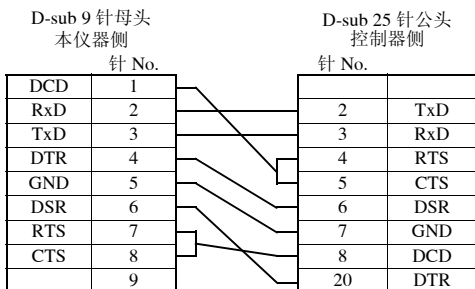 D-sub 9 针母头 D-sub 25 针公头
本仪器侧 控制器侧
针 No. 针 No.
DCD 1
RxD 2 2 TxD
TxD 3 3 RxD
DTR 4 4 RTS
GND 5 5 CTS
DSR 6 6 DSR
RTS 7 7 GND
CTS 8 8 DCD
9 20 DTR